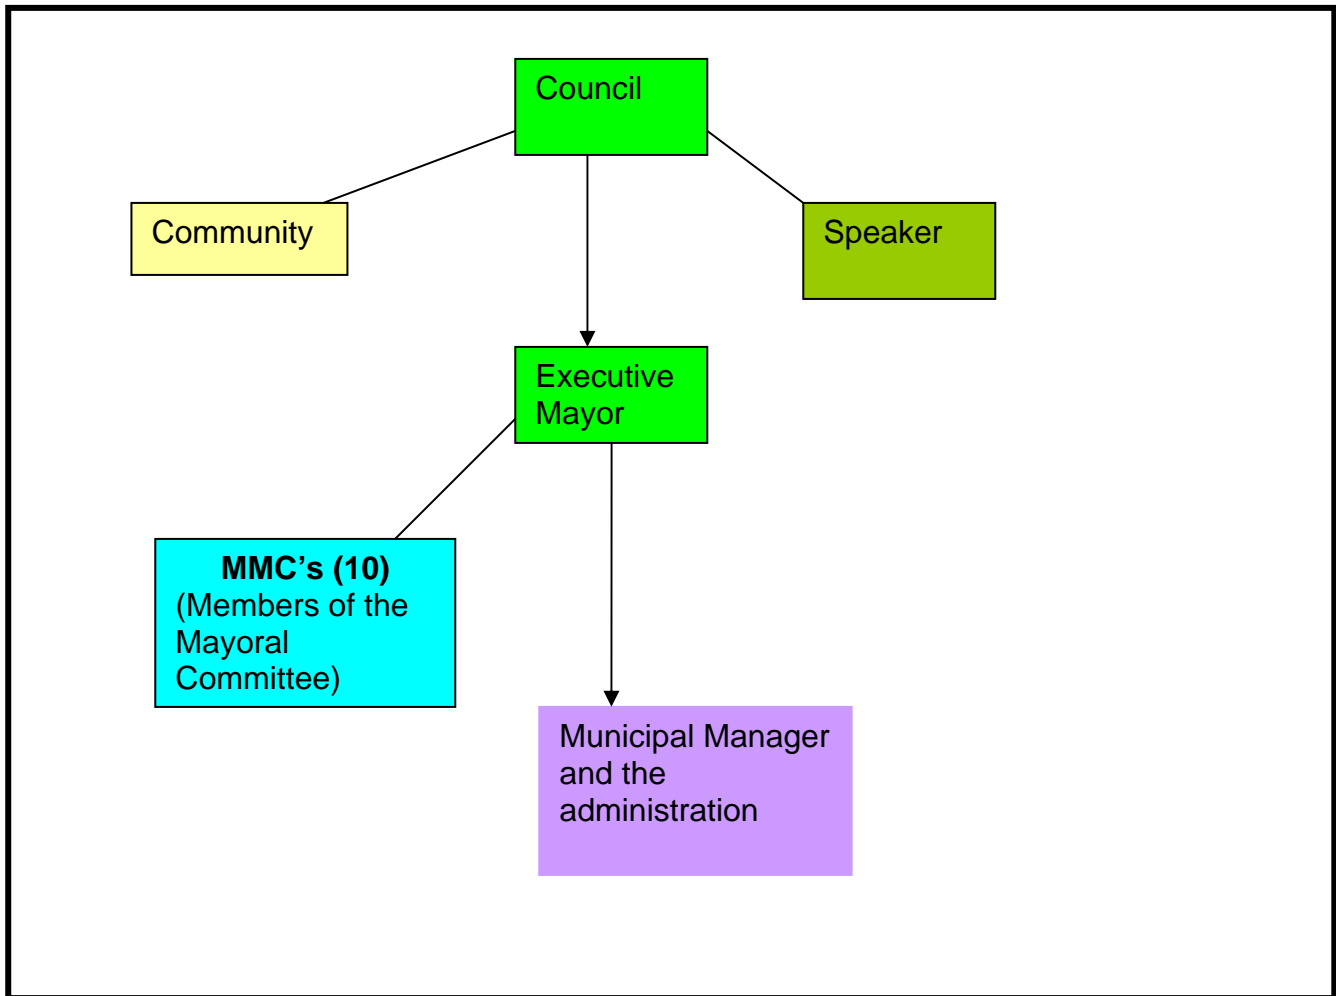 Council
Community
Speaker
Executive
Mayor
MMC’s (10)
(Members of the
Mayoral
Committee)
Municipal Manager
and the
administration